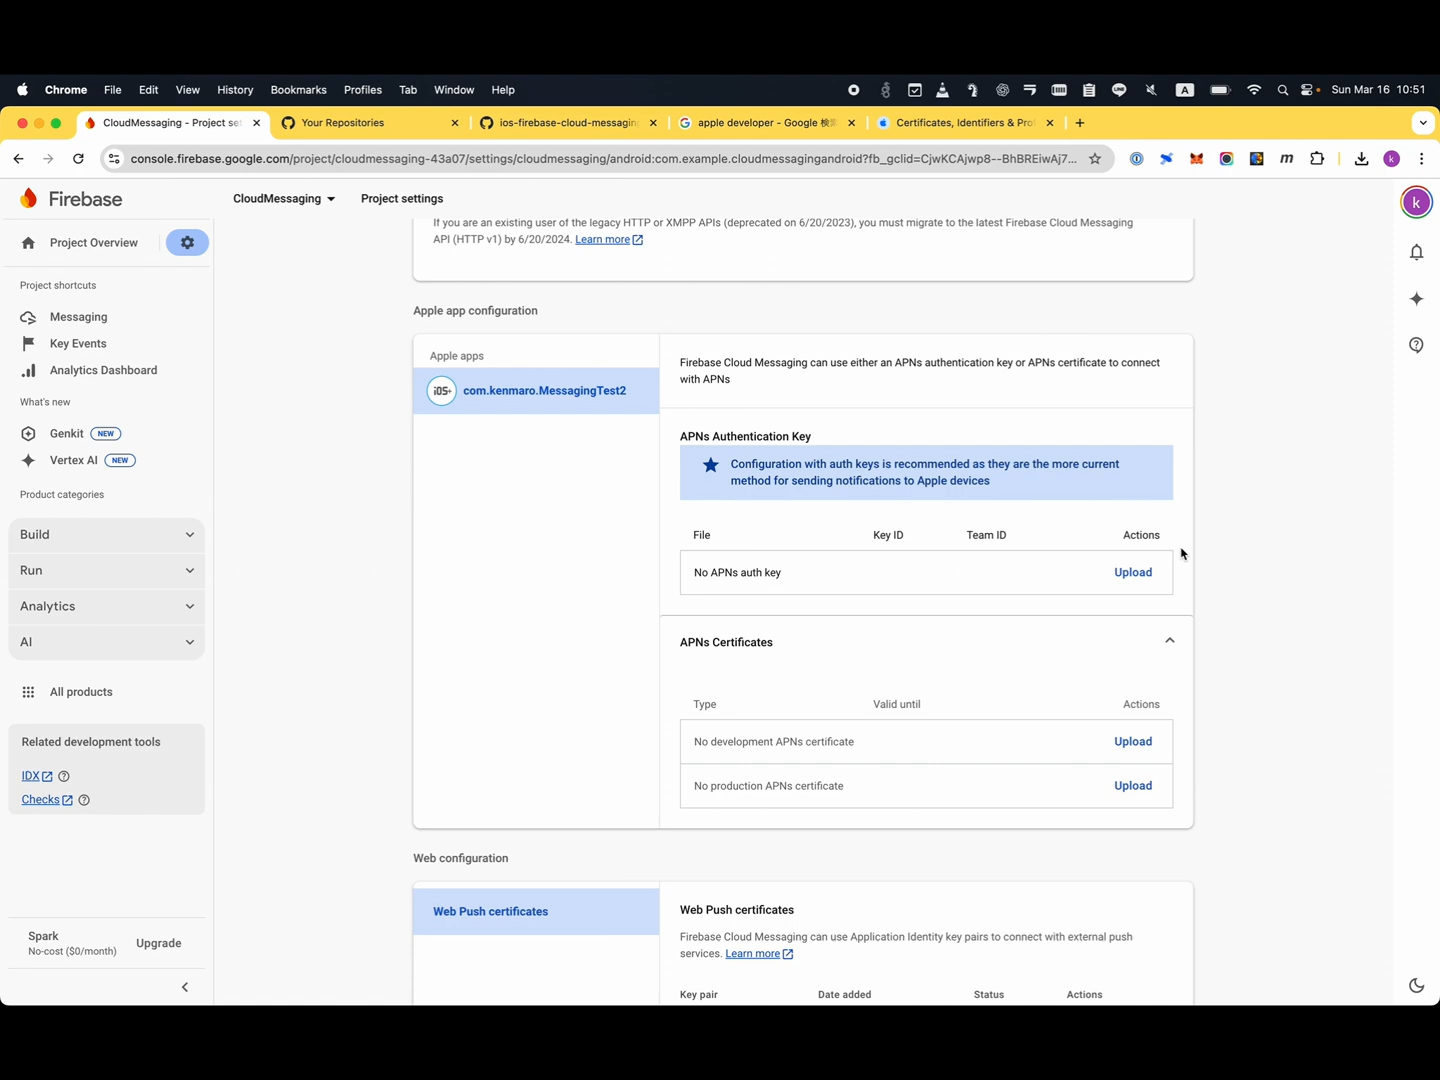 Chrome File Edit View History Bookmarks Profiles Tab Window Help
A
Sun Mar 16 10:51
CloudMessaging - Project se
Your Repositories
ios-firebase-cloud-messagin
apple developer - Google 検索
Certificates, Identifiers & Pro
console.firebase.google.com/project/cloudmessaging-43a07/settings/cloudmessaging/android:com.example.cloudmessagingandroid?fb_gclid=CjwKCAjwp8--BhBREiwAj7...
m
k
Firebase
CloudMessaging
Project settings
k
Project Overview
Project shortcuts
Messaging
Key Events
Analytics Dashboard
What's new
Genkit NEW
Vertex AI NEW
Product categories
Build
Run
Analytics
AI
All products
Related development tools
IDX
Checks
Spark
No-cost ($0/month)
Upgrade
If you are an existing user of the legacy HTTP or XMPP APIs (deprecated on 6/20/2023), you must migrate to the latest Firebase Cloud Messaging
API (HTTP v1) by 6/20/2024. Learn more
Apple app configuration
Apple apps
iOS+ com.kenmaro.MessagingTest2
Firebase Cloud Messaging can use either an APNs authentication key or APNs certificate to connect
with APNs
APNs Authentication Key
Configuration with auth keys is recommended as they are the more current
method for sending notifications to Apple devices
File Key ID Team ID Actions
No APNs auth key Upload
APNs Certificates
Type Valid until Actions
No development APNs certificate Upload
No production APNs certificate Upload
Web configuration
Web Push certificates
Web Push certificates
Firebase Cloud Messaging can use Application Identity key pairs to connect with external push
services. Learn more
Key pair Date added Status Actions